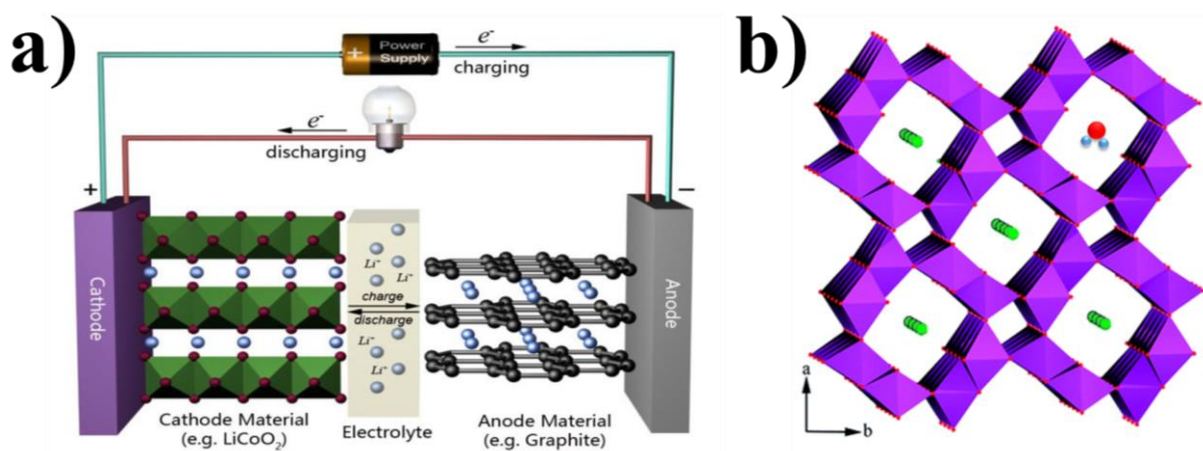 a)
+ Power Supply
e⁻
charging
e⁻
discharging
+
−
Cathode
Li⁺
Li⁺
charge
discharge
Li⁺
Li⁺
Anode
Cathode Material
(e.g. LiCoO₂)
Electrolyte
Anode Material
(e.g. Graphite)
b)
a
b